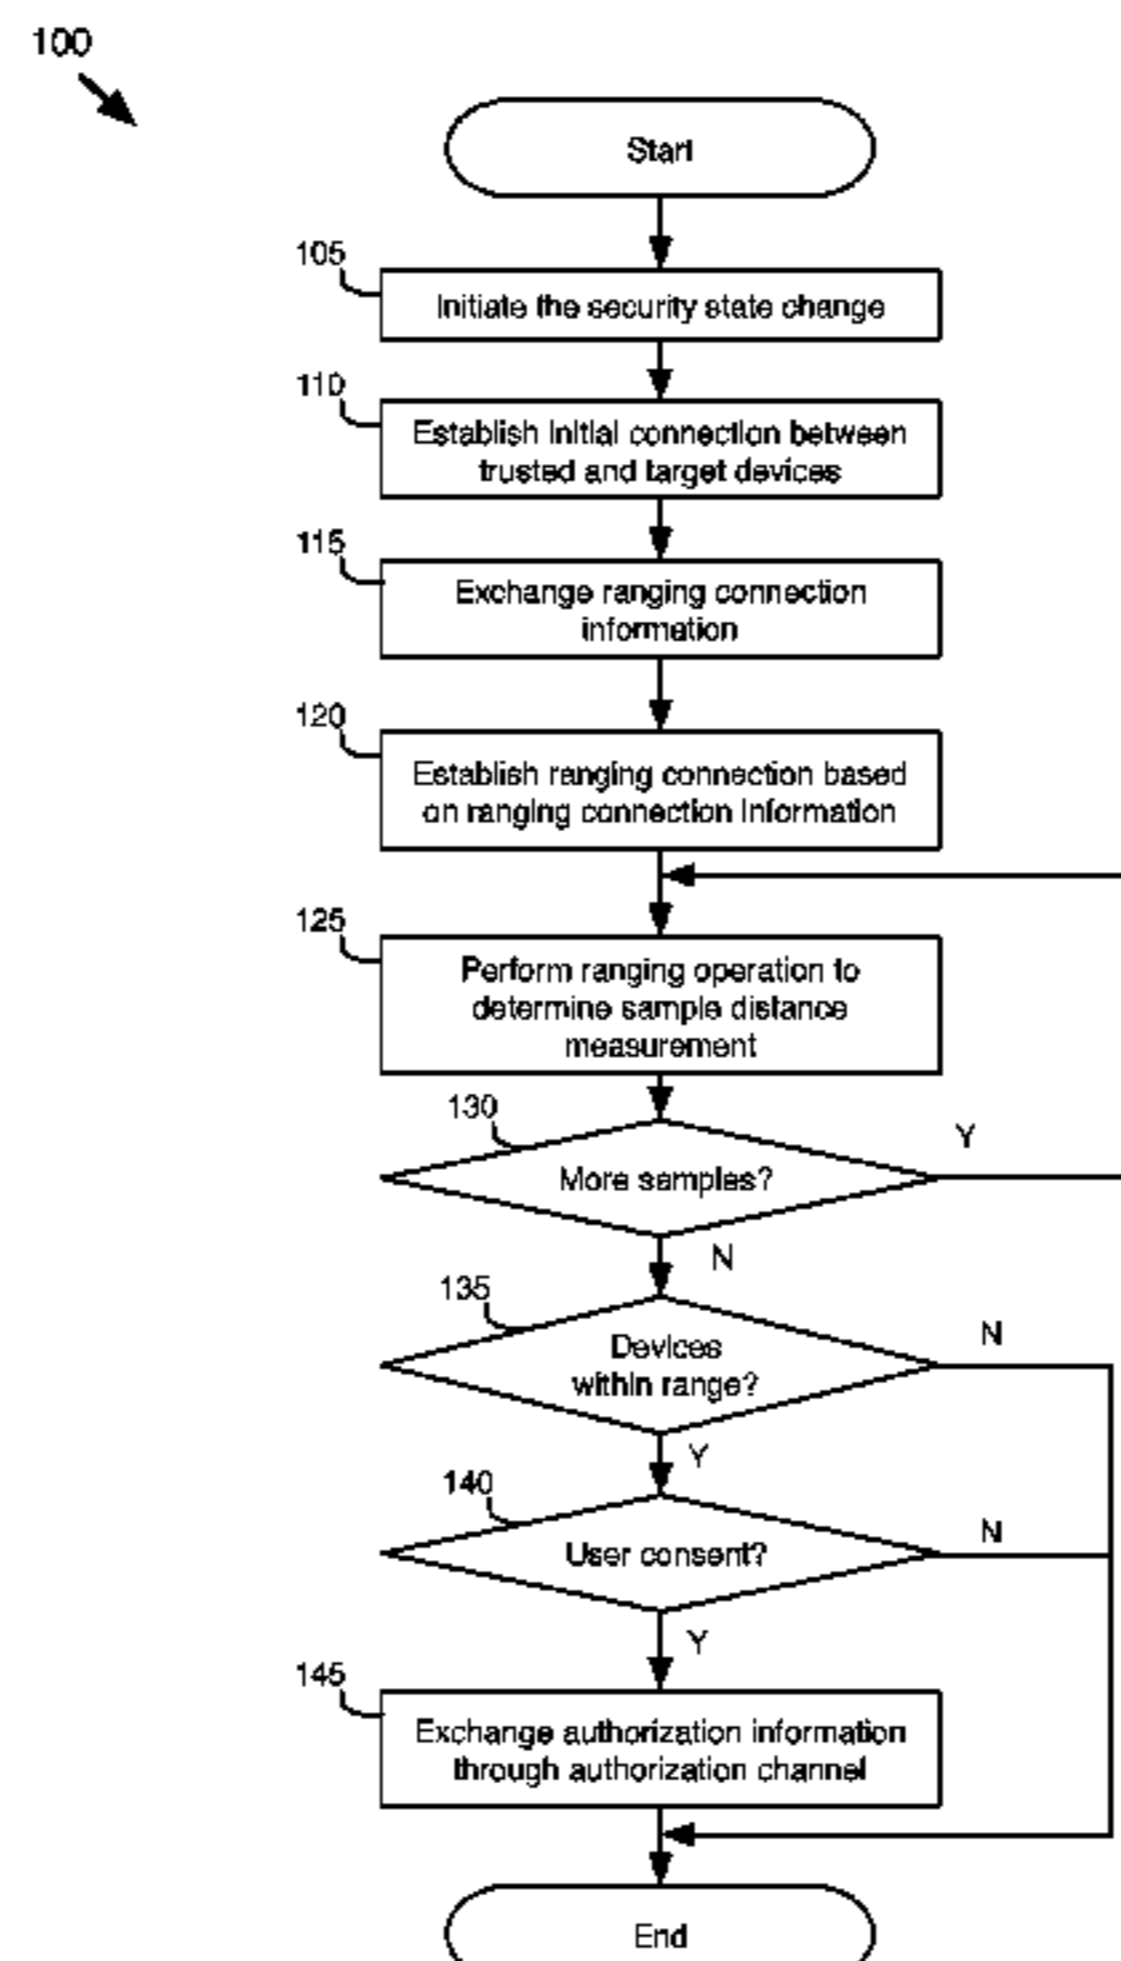 100
Start
105
Initiate the security state change
110
Establish initial connection between
trusted and target devices
115
Exchange ranging connection
information
120
Establish ranging connection based
on ranging connection information
125
Perform ranging operation to
determine sample distance
measurement
130
More samples?
Y
N
135
Devices
within range?
N
Y
140
User consent?
N
Y
145
Exchange authorization information
through authorization channel
End